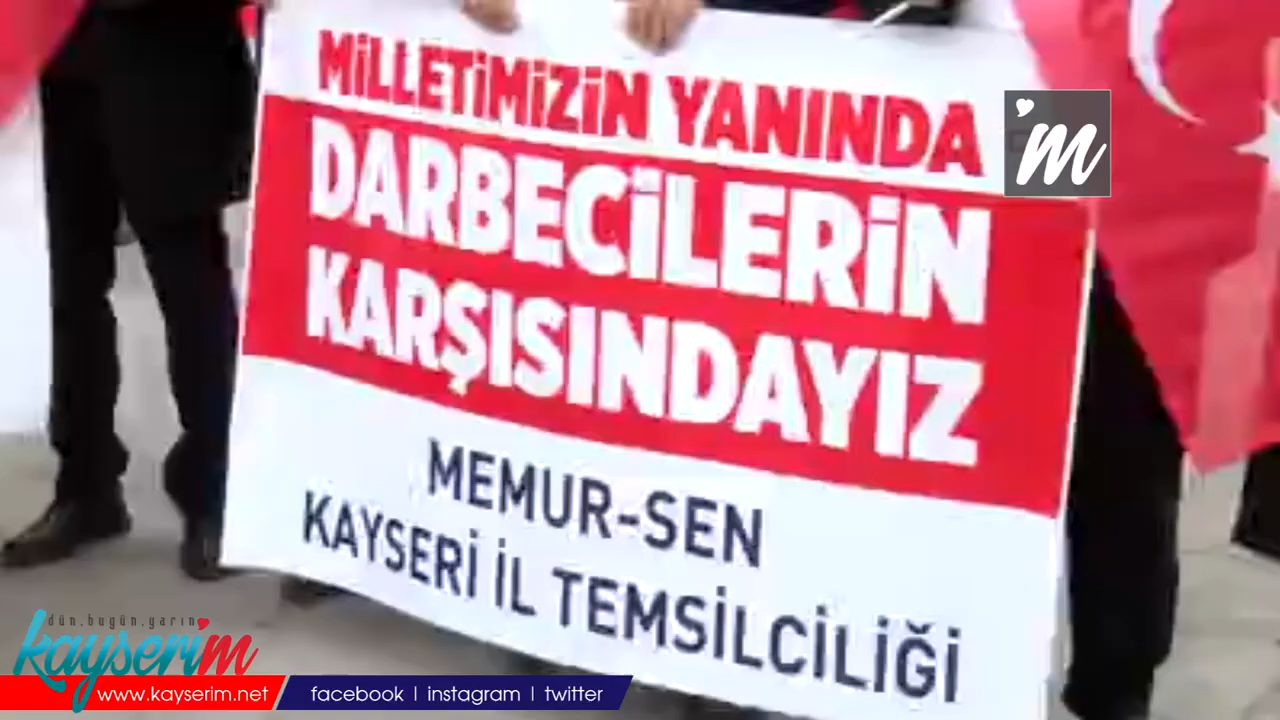 MİLLETİMİZİN YANINDA
DARBECİLERİN
KARŞISINDAYIZ
MEMUR-SEN
KAYSERİ İL TEMSİLCİLİĞİ
'm
dün.bugün.yarın
kayserim
www.kayserim.net
facebook | instagram | twitter